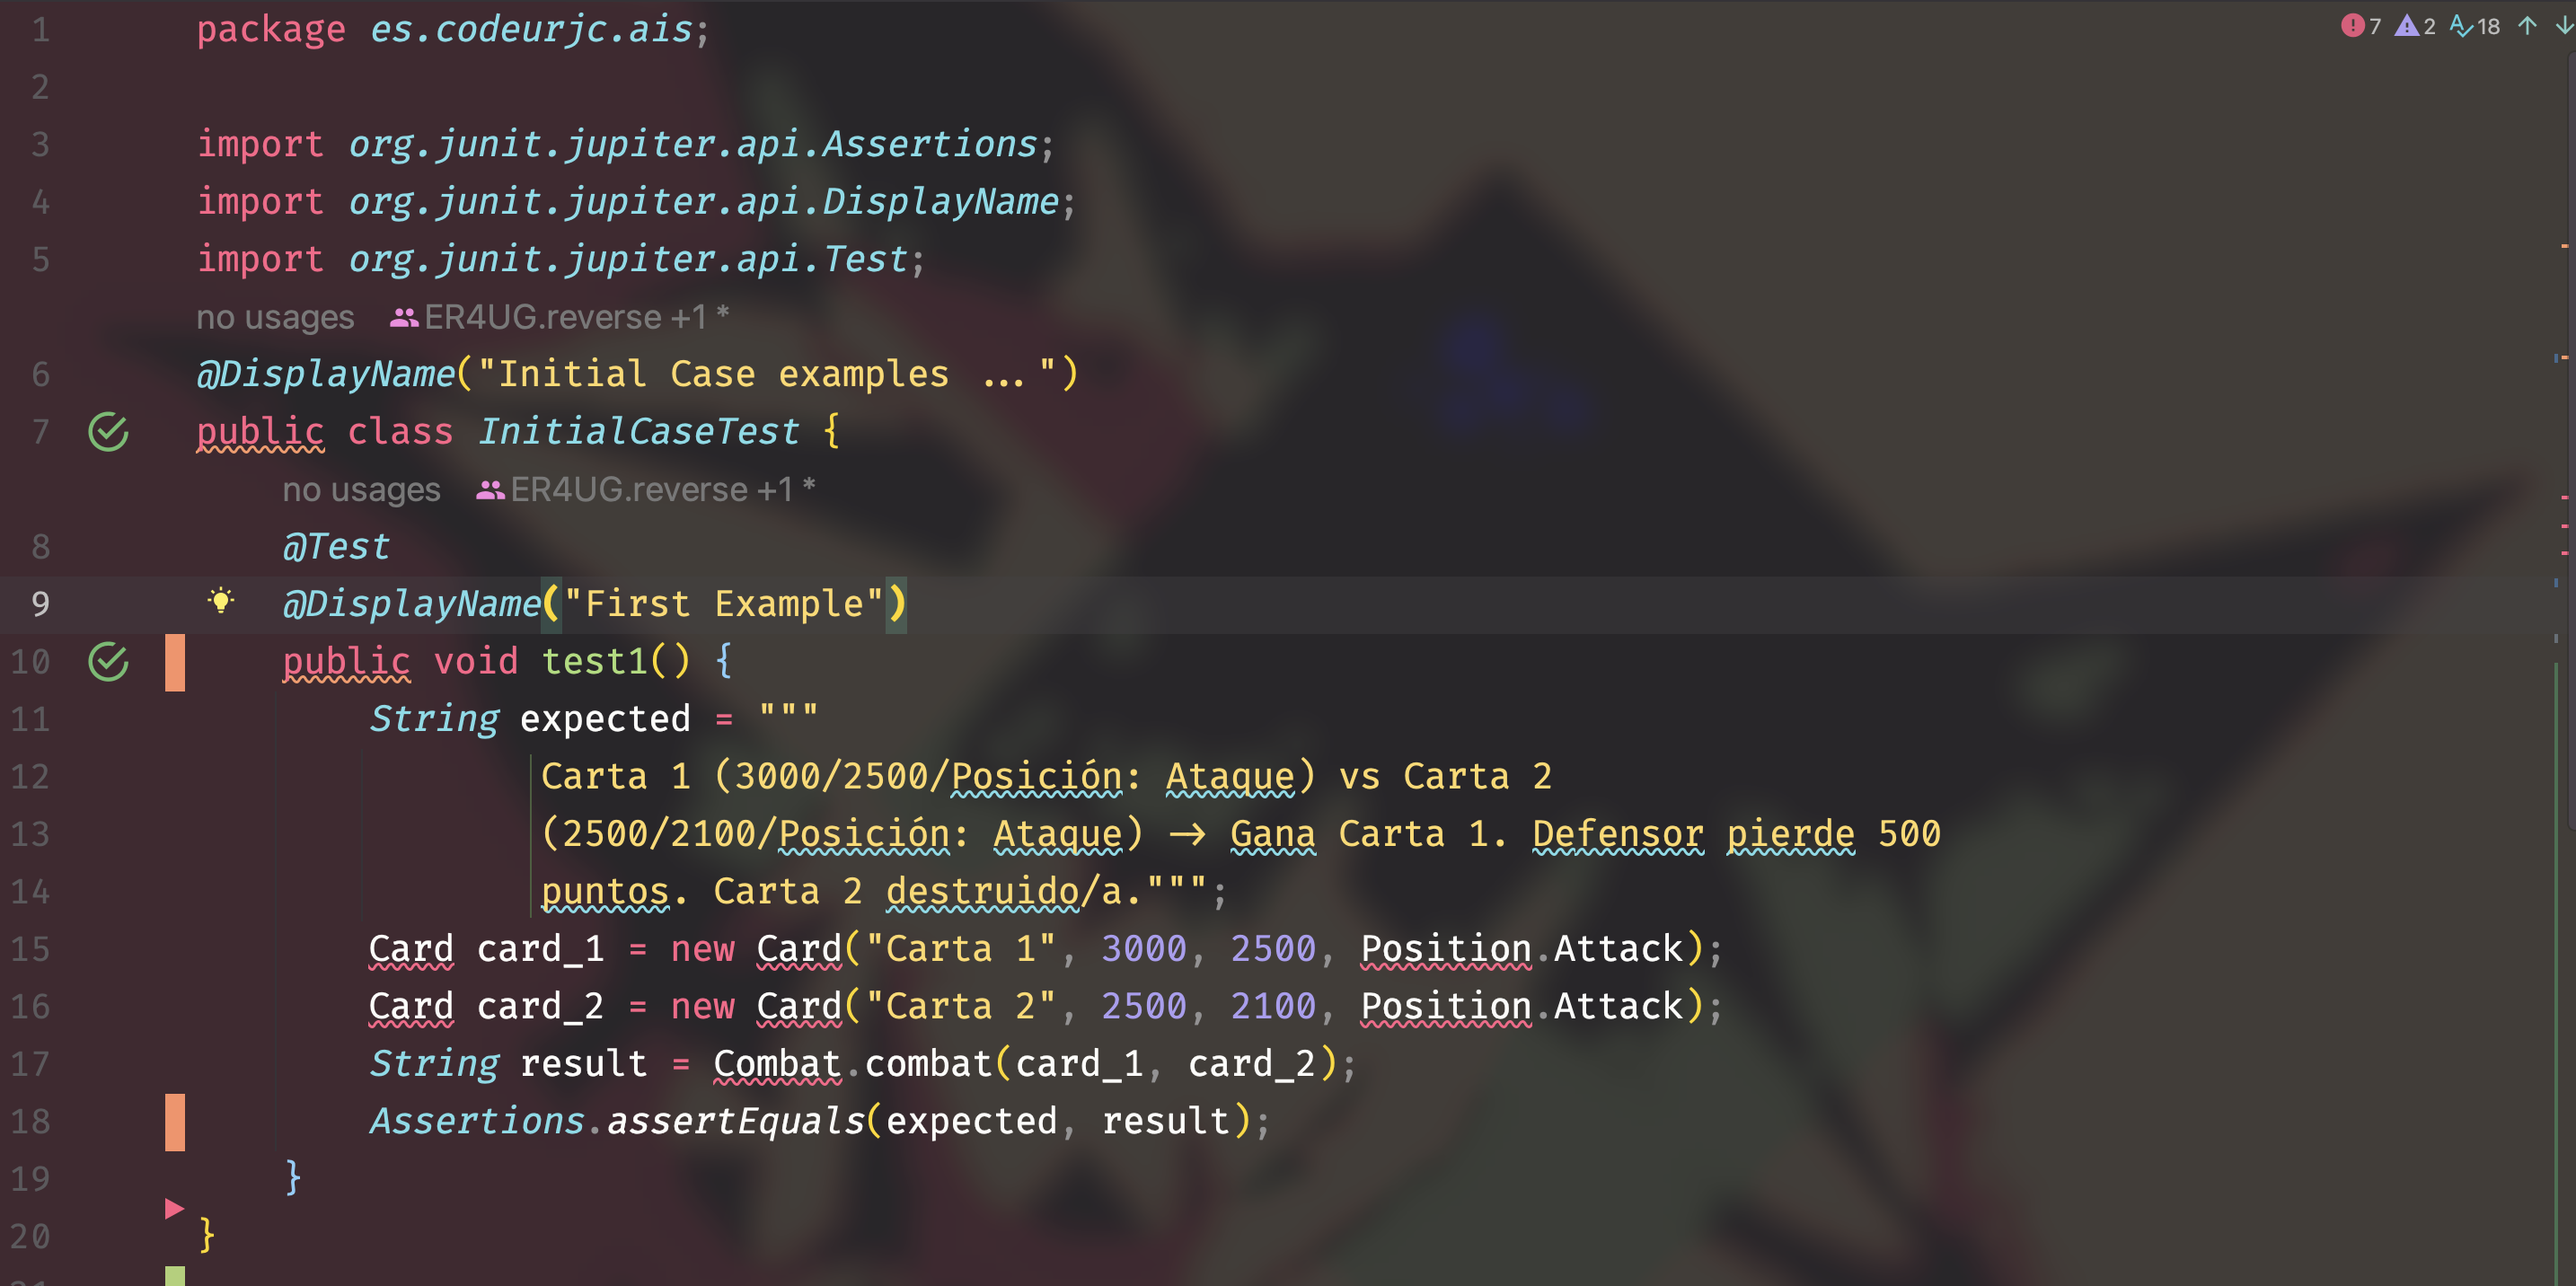 7 2 18
1 package es.codeurjc.ais;
2
3 import org.junit.jupiter.api.Assertions;
4 import org.junit.jupiter.api.DisplayName;
5 import org.junit.jupiter.api.Test;
no usages ER4UG.reverse +1 *
6 @DisplayName("Initial Case examples ...")
7 public class InitialCaseTest {
no usages ER4UG.reverse +1 *
8 @Test
9 @DisplayName("First Example")
10 public void test1() {
11 String expected = """
12 Carta 1 (3000/2500/Posición: Ataque) vs Carta 2
13 (2500/2100/Posición: Ataque) -> Gana Carta 1. Defensor pierde 500
14 puntos. Carta 2 destruido/a.""";
15 Card card_1 = new Card("Carta 1", 3000, 2500, Position.Attack);
16 Card card_2 = new Card("Carta 2", 2500, 2100, Position.Attack);
17 String result = Combat.combat(card_1, card_2);
18 Assertions.assertEquals(expected, result);
19 }
20 }